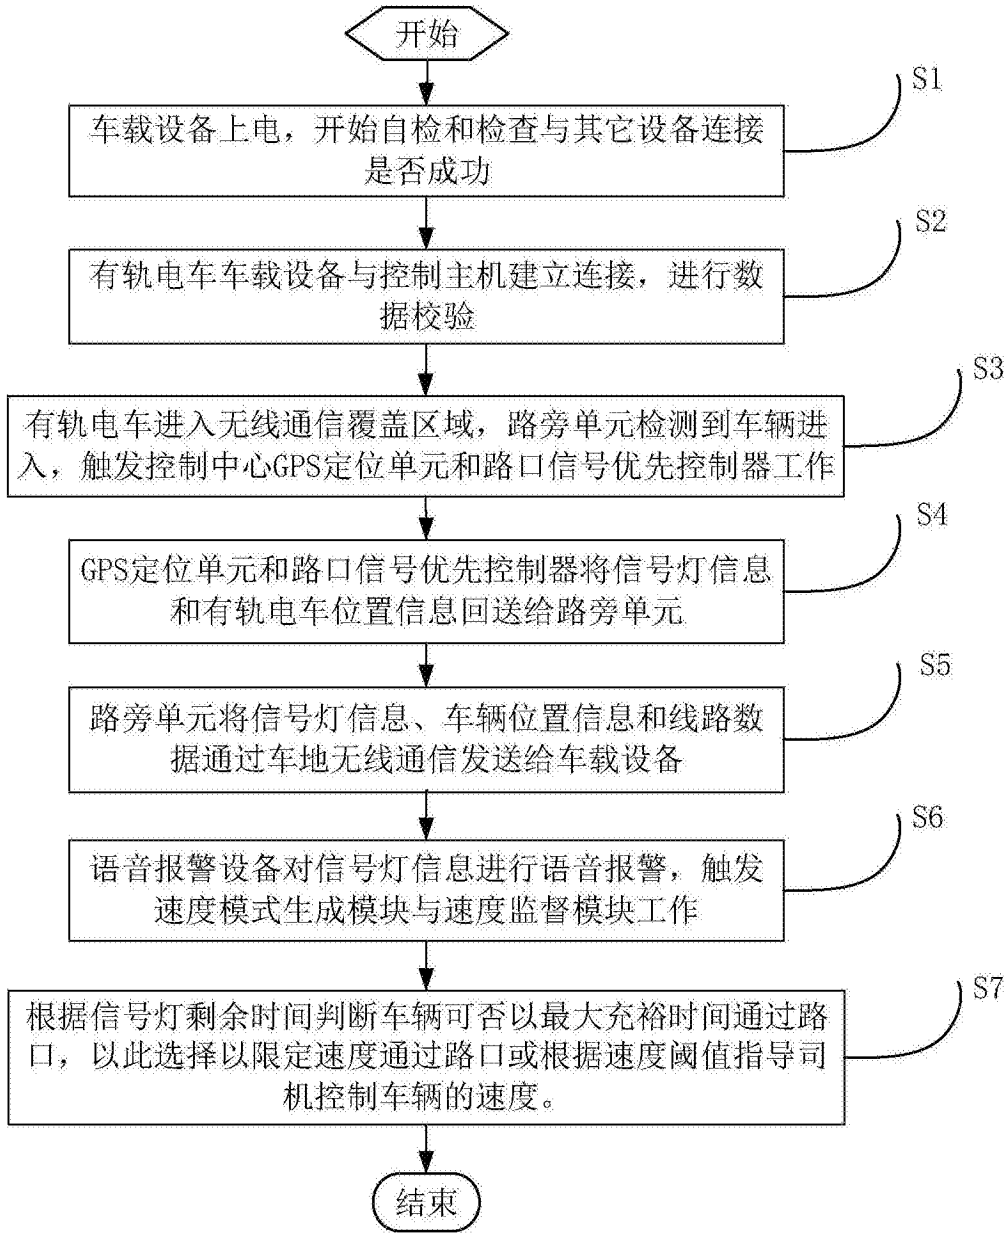 开始
S1
车载设备上电，开始自检和检查与其它设备连接
是否成功
S2
有轨电车车载设备与控制主机建立连接，进行数
据校验
S3
有轨电车进入无线通信覆盖区域，路旁单元检测到车辆进
入，触发控制中心GPS定位单元和路口信号优先控制器工作
S4
GPS定位单元和路口信号优先控制器将信号灯信息
和有轨电车位置信息回送给路旁单元
S5
路旁单元将信号灯信息、车辆位置信息和线路数
据通过车地无线通信发送给车载设备
S6
语音报警设备对信号灯信息进行语音报警，触发
速度模式生成模块与速度监督模块工作
S7
根据信号灯剩余时间判断车辆可否以最大充裕时间通过路
口，以此选择以限定速度通过路口或根据速度阈值指导司
机控制车辆的速度。
结束